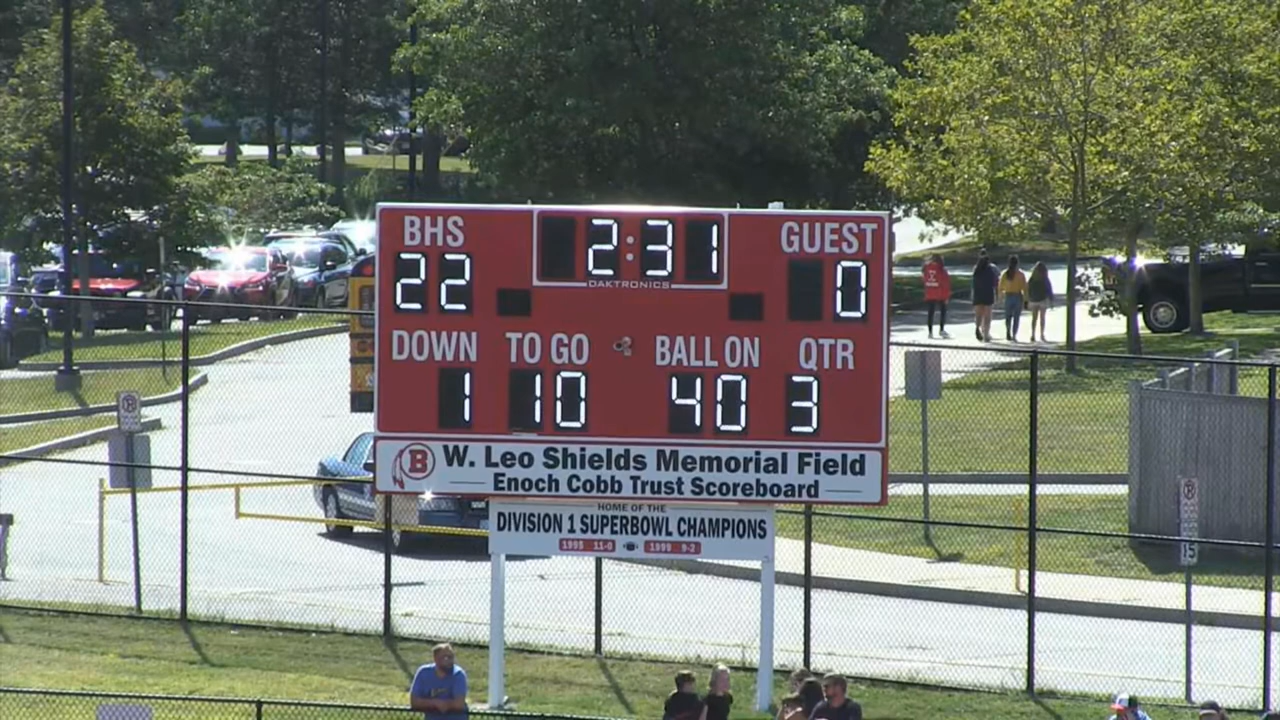 BHS 2:31 GUEST
DAKTRONICS
22 0
DOWN TO GO BALL ON QTR
1 10 40 3
B W. Leo Shields Memorial Field
Enoch Cobb Trust Scoreboard
HOME OF THE
DIVISION 1 SUPERBOWL CHAMPIONS
1995 11-0 1999 9-2
15